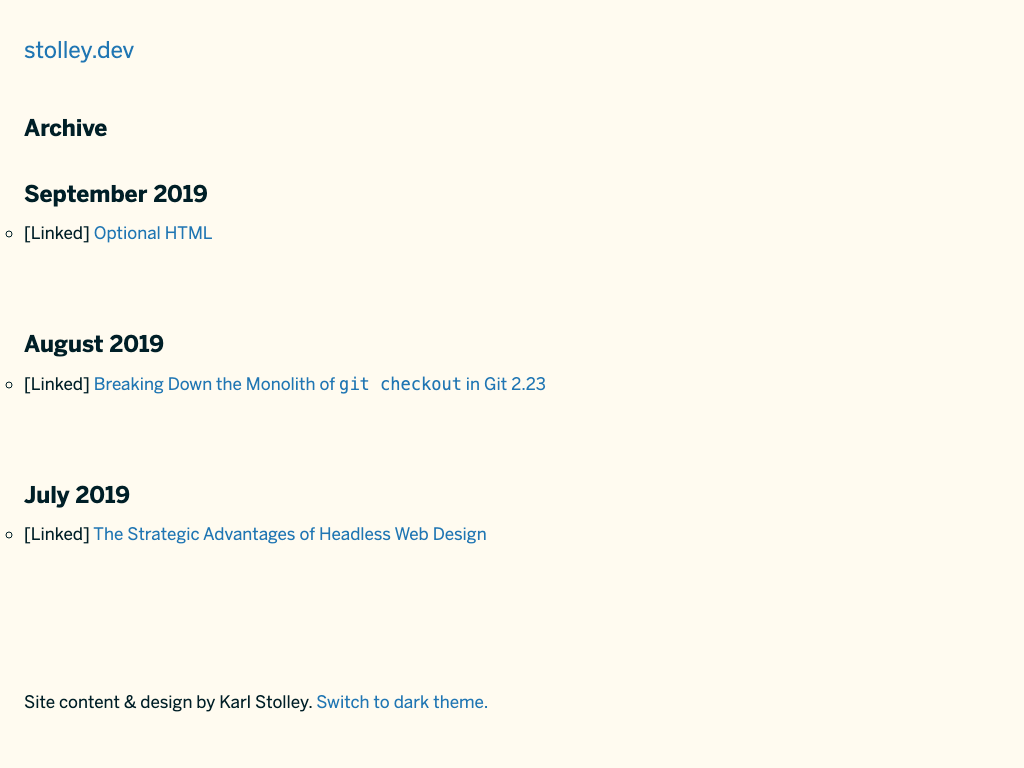 stolley.dev
Archive
September 2019
[Linked] Optional HTML
August 2019
[Linked] Breaking Down the Monolith of git checkout in Git 2.23
July 2019
[Linked] The Strategic Advantages of Headless Web Design
Site content & design by Karl Stolley. Switch to dark theme.